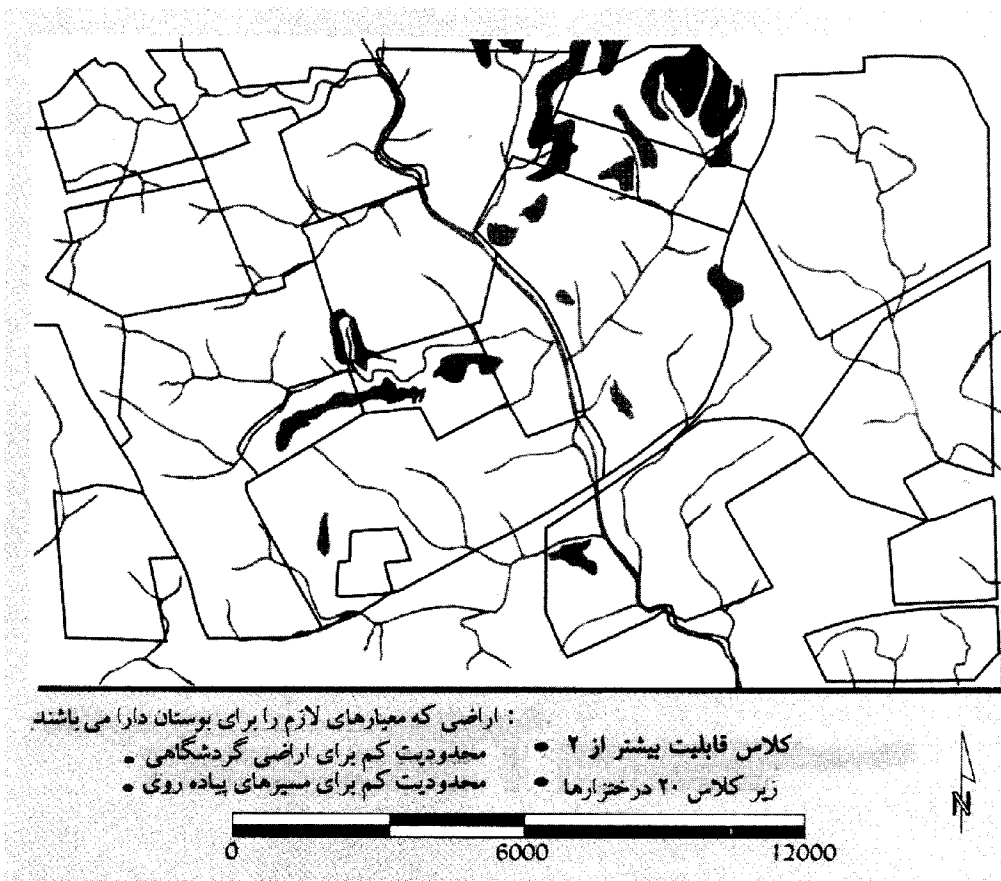 اراضی که معیارهای لازم را برای بوستان دارا می باشند :
کلاس قابلیت بیشتر از ۲ •
محدودیت کم برای اراضی گردشگاهی •
زیر کلاس ۲۰ درختزارها •
محدودیت کم برای مسیرهای پیاده روی •
N
0 6000 12000